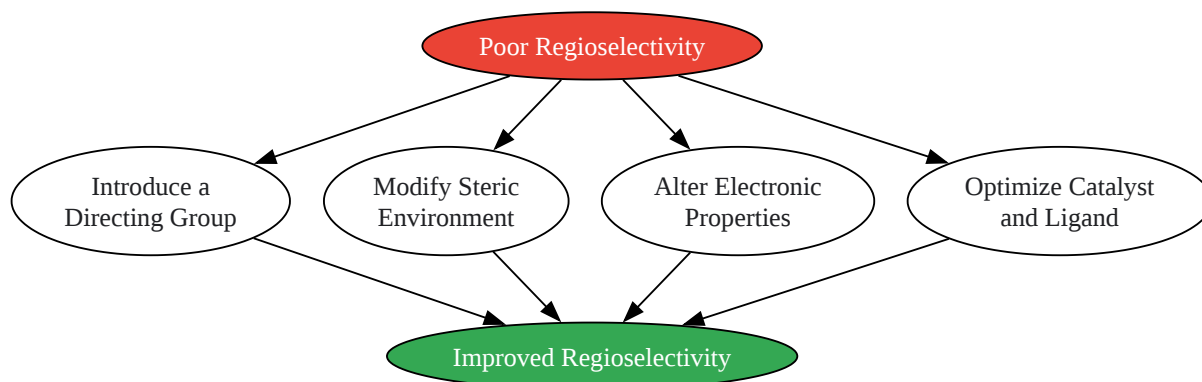 Poor Regioselectivity
Introduce a
Directing Group
Modify Steric
Environment
Alter Electronic
Properties
Optimize Catalyst
and Ligand
Improved Regioselectivity